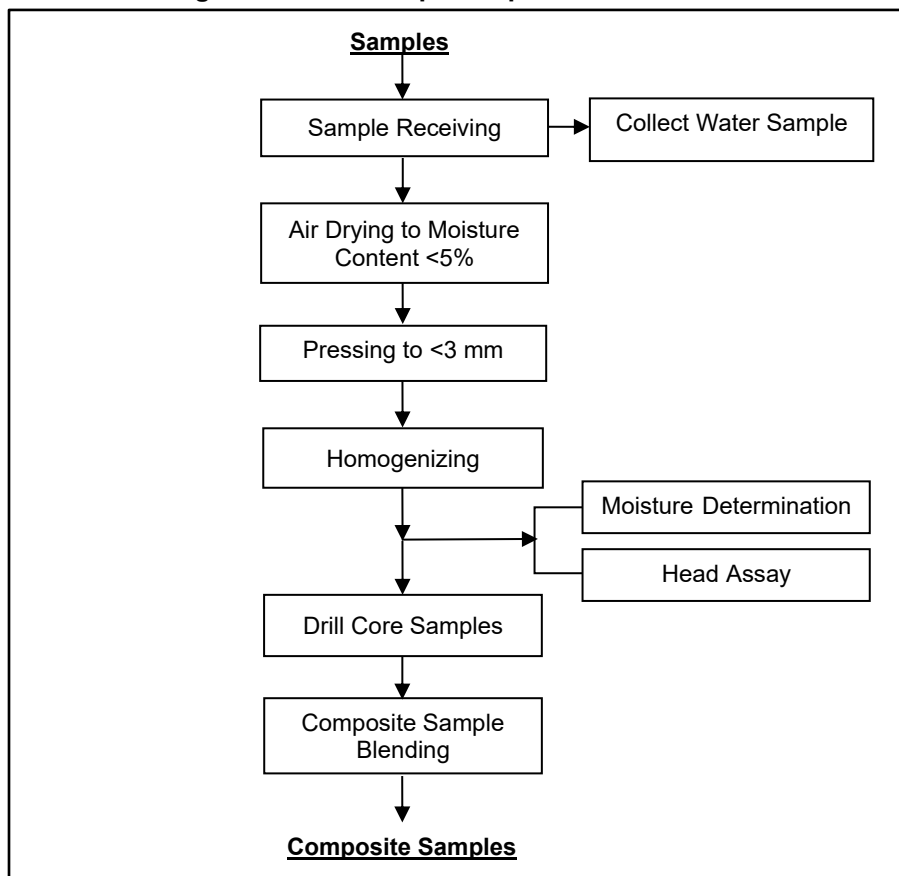 Samples
Sample Receiving
Collect Water Sample
Air Drying to Moisture
Content <5%
Pressing to <3 mm
Homogenizing
Moisture Determination
Head Assay
Drill Core Samples
Composite Sample
Blending
Composite Samples